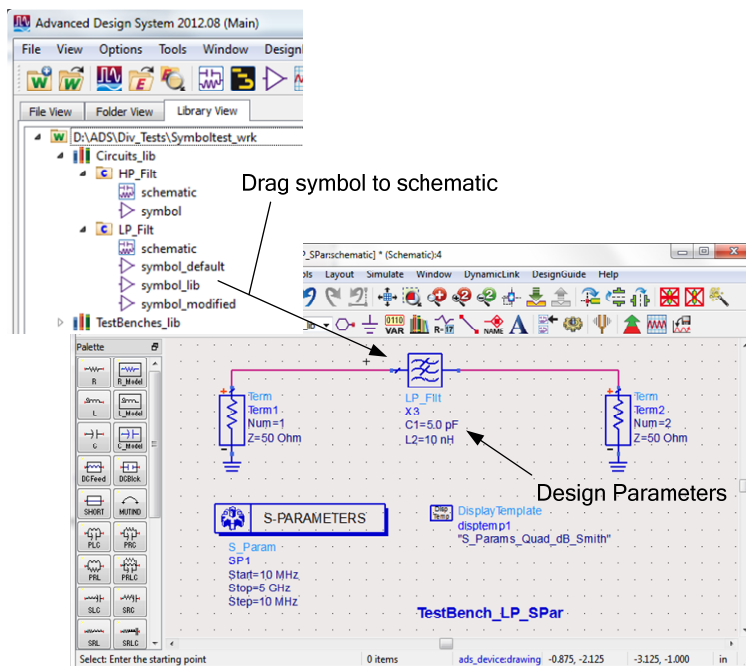 Advanced Design System 2012.08 (Main)
File View Options Tools Window Design
File View Folder View Library View
D:\ADS\Div_Tests\Symboltest_wrk
Circuits_lib
HP_Filt
schematic
symbol
LP_Filt
schematic
symbol_default
symbol_lib
symbol_modified
TestBenches_lib
Drag symbol to schematic
P_SPar:schematic] * (Schematic):4
ols Layout Simulate Window DynamicLink DesignGuide Help
VAR NAME
Palette
R R_Model
L L_Model
C C_Model
DCFeed DCBlck
SHORT MUTIND
PLC PRC
PRL PRLC
SLC SRC
SRL SRLC
Term
Term1
Num=1
Z=50 Ohm
LP_Filt
X3
C1=5.0 pF
L2=10 nH
Term
Term2
Num=2
Z=50 Ohm
Design Parameters
S-PARAMETERS
S_Param
SP1
Start=10 MHz
Stop=5 GHz
Step=10 MHz
Disp
Temp
DisplayTemplate
disptemp1
"S_Params_Quad_dB_Smith"
TestBench_LP_SPar
Select: Enter the starting point 0 items ads_device:drawing -0.875, -2.125 -3.125, -1.000 in